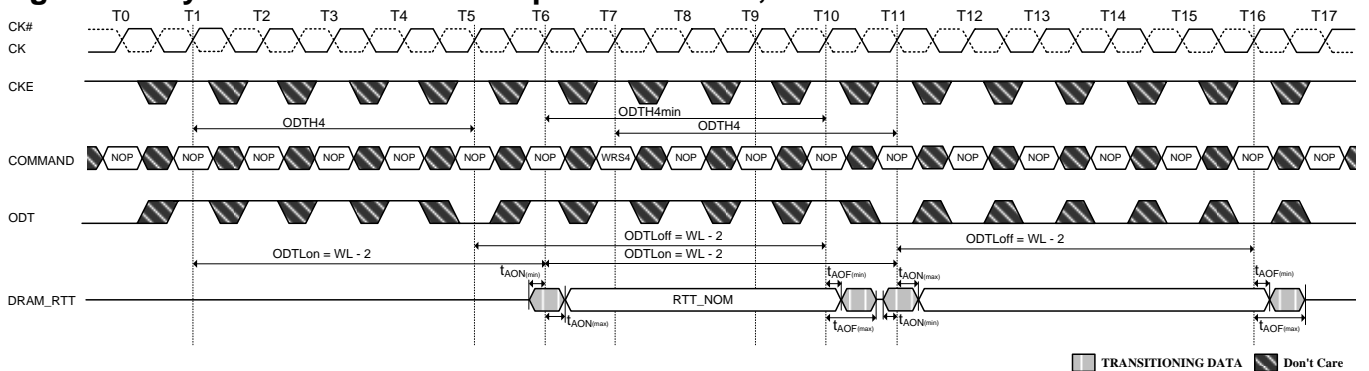 T0 T1 T2 T3 T4 T5 T6 T7 T8 T9 T10 T11 T12 T13 T14 T15 T16 T17
CK#
CK
CKE
ODTH4min
ODTH4 ODTH4
COMMAND NOP NOP NOP NOP NOP NOP NOP WRS4 NOP NOP NOP NOP NOP NOP NOP NOP NOP NOP
ODT
ODTLoff = WL - 2 ODTLoff = WL - 2
ODTLon = WL - 2 ODTLon = WL - 2
tAON(min) tAOF(min) tAON(max) tAOF(min)
DRAM_RTT RTT_NOM
tAON(max) tAOF(max) tAON(min) tAOF(max)
TRANSITIONING DATA Don't Care